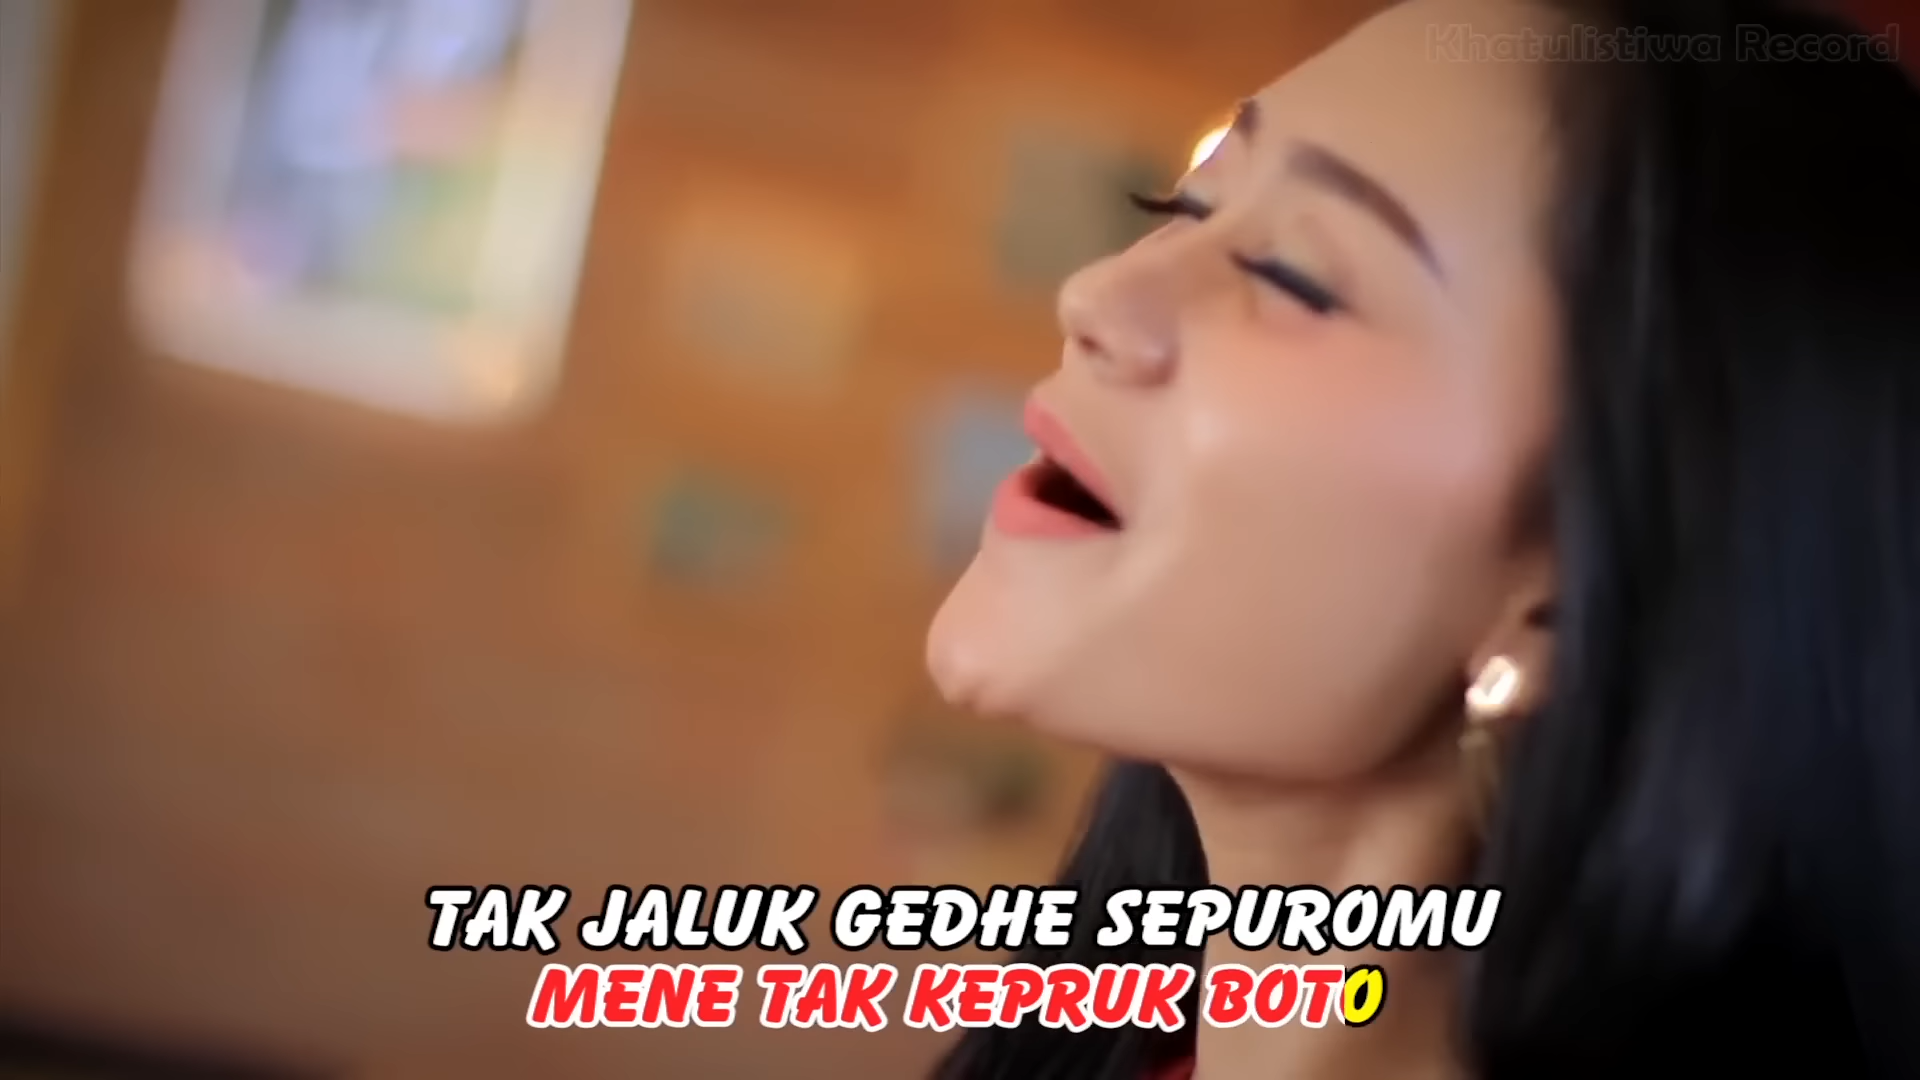 Khatulistiwa Record
TAK JALUK GEDHE SEPUROMU
MENE TAK KEPRUK BOTO